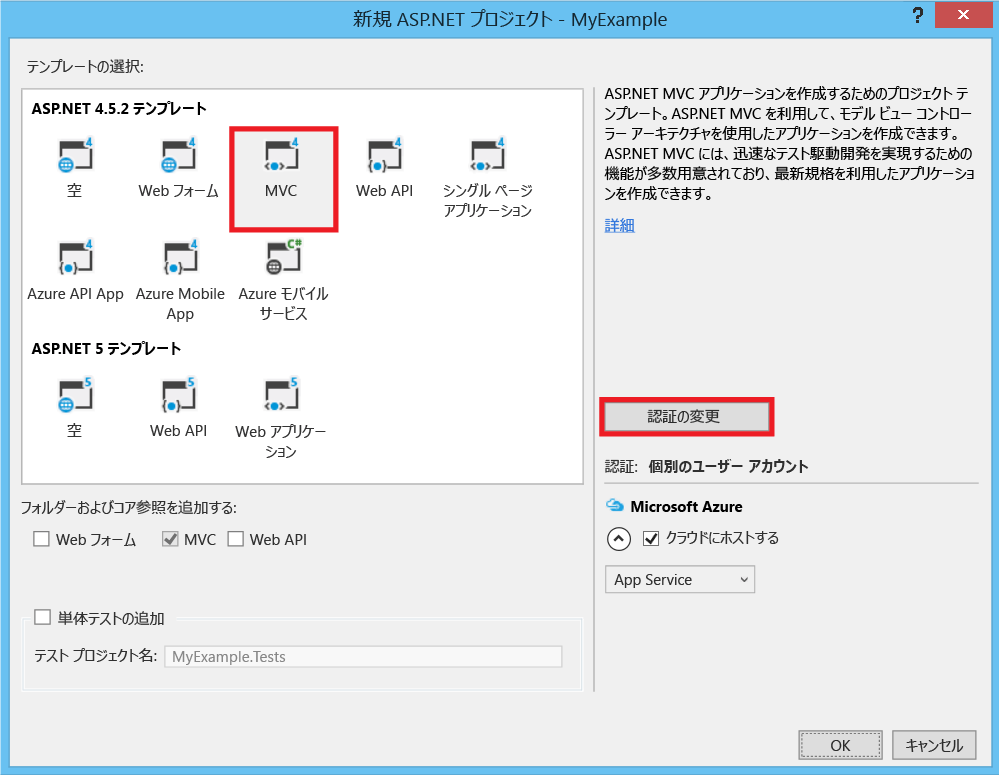 新規 ASP.NET プロジェクト - MyExample
?
テンプレートの選択:
ASP.NET 4.5.2 テンプレート
4
4
4
4
4
空
Web フォーム
MVC
Web API
シングル ページ
アプリケーション
4
4
C#
Azure API App
Azure Mobile
App
Azure モバイル
サービス
ASP.NET 5 テンプレート
5
5
5
空
Web API
Web アプリケー
ション
フォルダーおよびコア参照を追加する:
Web フォーム
MVC
Web API
単体テストの追加
テスト プロジェクト名:
MyExample.Tests
ASP.NET MVC アプリケーションを作成するためのプロジェクト テ
ンプレート。ASP.NET MVC を利用して、モデル ビュー コントロー
ラー アーキテクチャを使用したアプリケーションを作成できます。
ASP.NET MVC には、迅速なテスト駆動開発を実現するための
機能が多数用意されており、最新規格を利用したアプリケーショ
ンを作成できます。
詳細
認証の変更
認証: 個別のユーザー アカウント
Microsoft Azure
クラウドにホストする
App Service
OK
キャンセル